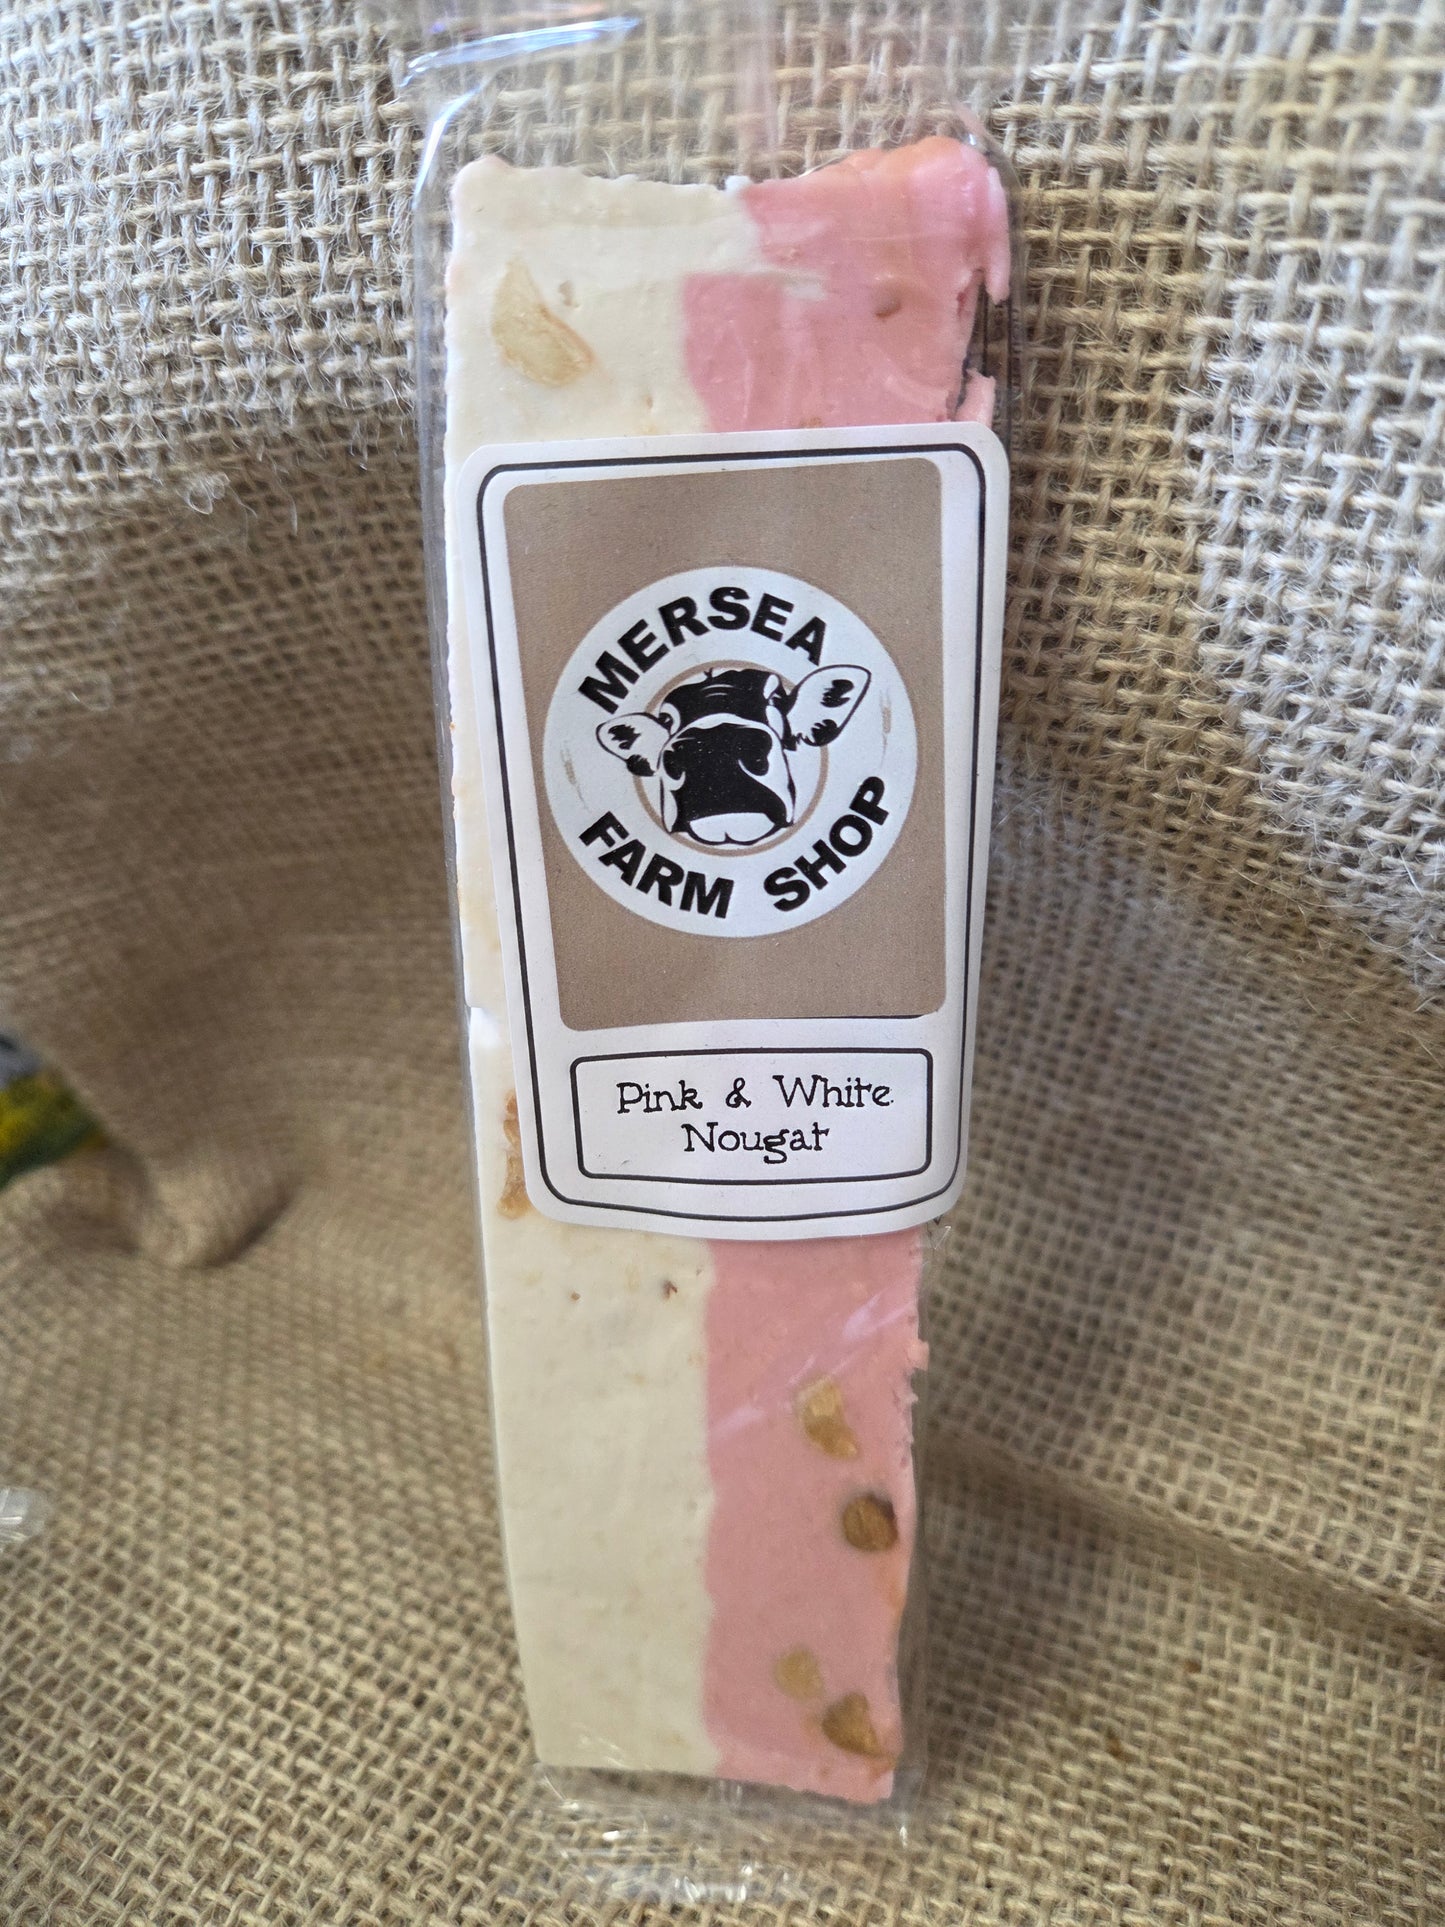 MERSEA
FARM SHOP
Pink & White
Nougat